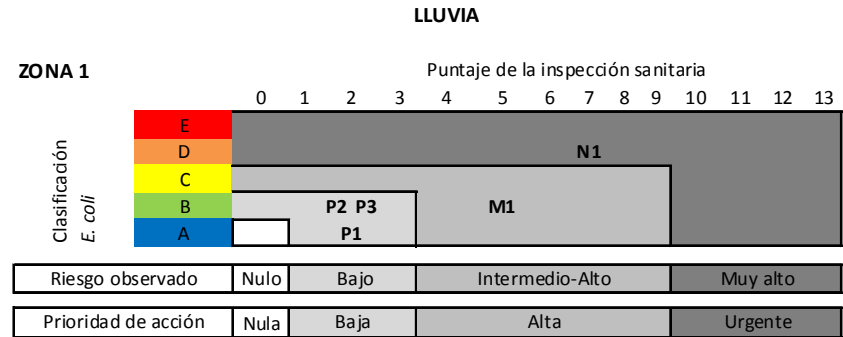 LLUVIA
ZONA 1
Puntaje de la inspección sanitaria
0 1 2 3 4 5 6 7 8 9 10 11 12 13
Clasificación
E. coli
E
D N1
C
B P2 P3 M1
A P1
Riesgo observado Nulo Bajo Intermedio-Alto Muy alto
Prioridad de acción Nula Baja Alta Urgente